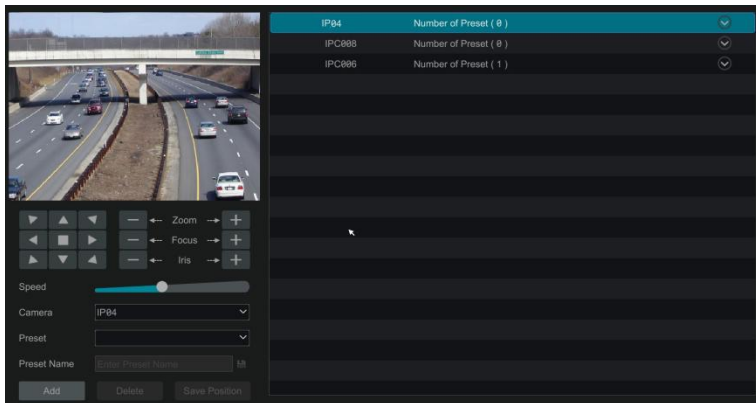 IP04 Number of Preset ( 0 )
IPC008 Number of Preset ( 0 )
IPC006 Number of Preset ( 1 )
Zoom
Focus
Iris
Speed
Camera IP04
Preset
Preset Name Enter Preset Name
Add Delete Save Position